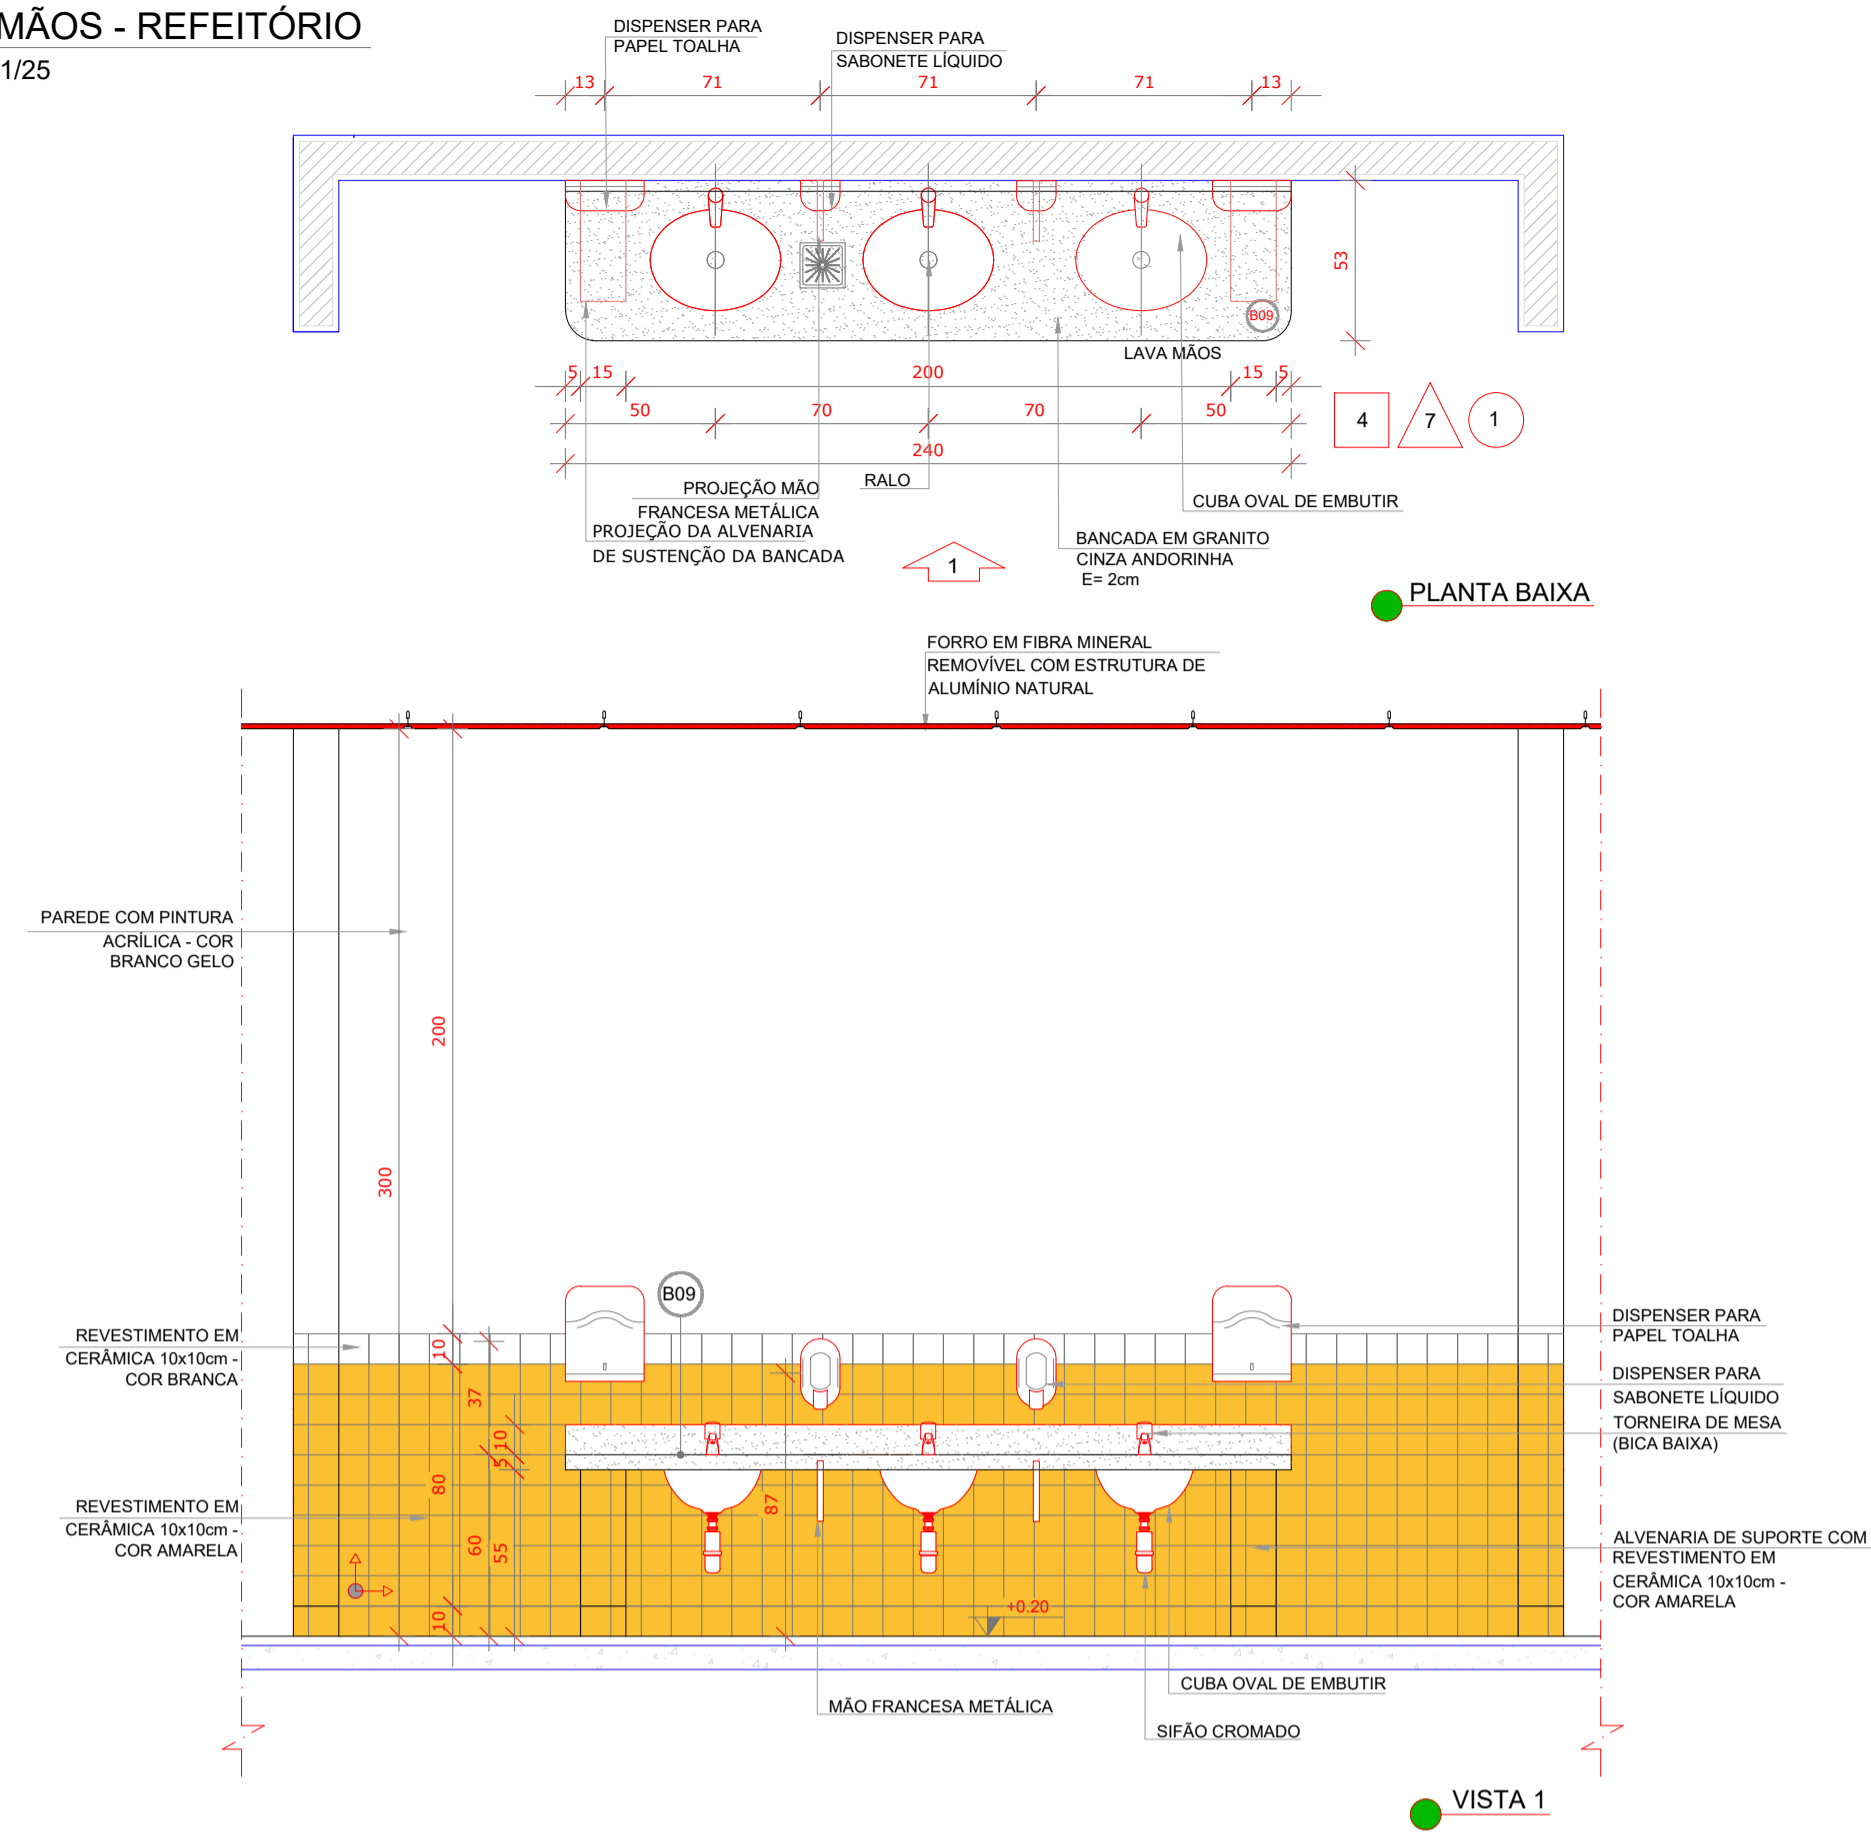 MÃOS - REFEITÓRIO
1/25
DISPENSER PARA
PAPEL TOALHA
DISPENSER PARA
SABONETE LÍQUIDO
13
71
71
71
13
53
B09
LAVA MÃOS
5
15
200
15
5
50
70
70
50
240
4
7
1
PROJEÇÃO MÃO
FRANCESA METÁLICA
RALO
PROJEÇÃO DA ALVENARIA
DE SUSTENÇÃO DA BANCADA
CUBA OVAL DE EMBUTIR
BANCADA EM GRANITO
CINZA ANDORINHA
E= 2cm
1
PLANTA BAIXA
FORRO EM FIBRA MINERAL
REMOVÍVEL COM ESTRUTURA DE
ALUMÍNIO NATURAL
PAREDE COM PINTURA
ACRÍLICA - COR
BRANCO GELO
200
300
B09
REVESTIMENTO EM
CERÂMICA 10x10cm -
COR BRANCA
10
37
10
5
80
87
60
55
10
REVESTIMENTO EM
CERÂMICA 10x10cm -
COR AMARELA
+0.20
DISPENSER PARA
PAPEL TOALHA
DISPENSER PARA
SABONETE LÍQUIDO
TORNEIRA DE MESA
(BICA BAIXA)
ALVENARIA DE SUPORTE COM
REVESTIMENTO EM
CERÂMICA 10x10cm -
COR AMARELA
CUBA OVAL DE EMBUTIR
MÃO FRANCESA METÁLICA
SIFÃO CROMADO
VISTA 1